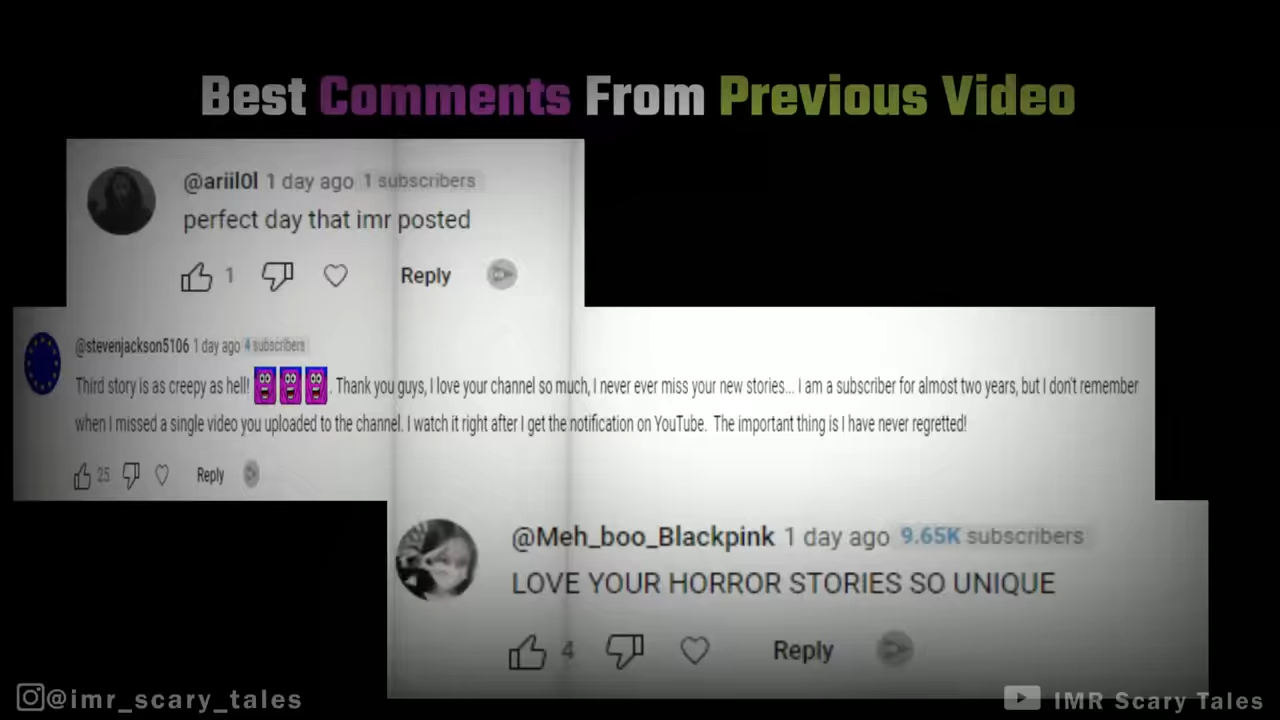 Best Comments From Previous Video
@ariil0l 1 day ago 1 subscribers
perfect day that imr posted
1 Reply
@stevenjackson5106 1 day ago 4 subscribers
Third story is as creepy as hell! . Thank you guys, I love your channel so much, I never ever miss your new stories... I am a subscriber for almost two years, but I don't remember
when I missed a single video you uploaded to the channel. I watch it right after I get the notification on YouTube. The important thing is I have never regretted!
25 Reply
@Meh_boo_Blackpink 1 day ago 9.65K subscribers
LOVE YOUR HORROR STORIES SO UNIQUE
4 Reply
@imr_scary_tales
IMR Scary Tales